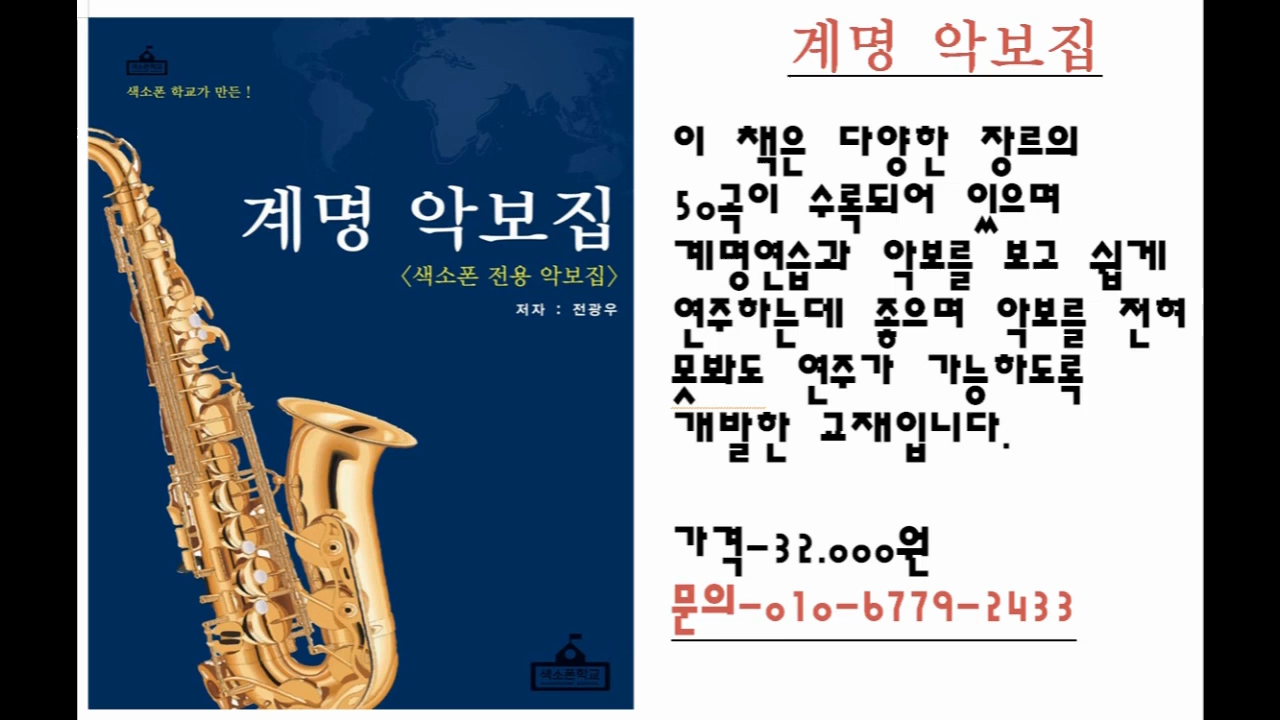 색소폰학교
색소폰 학교가 만든 !
계명 악보집
<색소폰 전용 악보집>
저자 : 전광우
색소폰학교
계명 악보집
이 책은 다양한 장르의
50곡이 수록되어 있으며
계명연습과 악보를 보고 쉽게
연주하는데 좋으며 악보를 전혀
못봐도 연주가 가능하도록
개발한 교재입니다.
가격-32.000원
문의-010-6779-2433